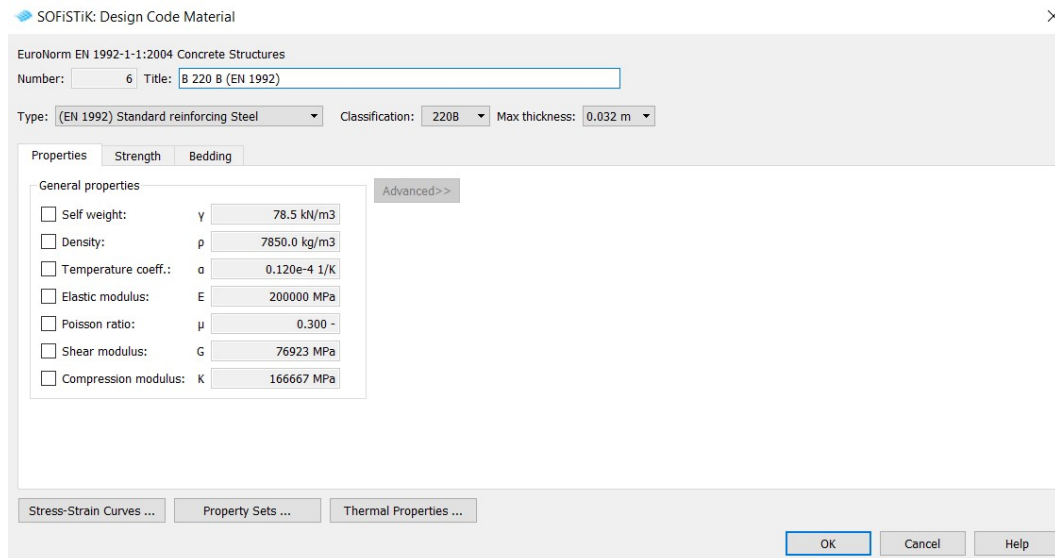 SOFiSTiK: Design Code Material
EuroNorm EN 1992-1-1:2004 Concrete Structures
Number: 6 Title: B 220 B (EN 1992)
Type: (EN 1992) Standard reinforcing Steel Classification: 220B Max thickness: 0.032 m
Properties Strength Bedding
General properties Advanced>>
Self weight: γ 78.5 kN/m3
Density: ρ 7850.0 kg/m3
Temperature coeff.: α 0.120e-4 1/K
Elastic modulus: E 200000 MPa
Poisson ratio: μ 0.300 -
Shear modulus: G 76923 MPa
Compression modulus: K 166667 MPa
Stress-Strain Curves ... Property Sets ... Thermal Properties ...
OK Cancel Help